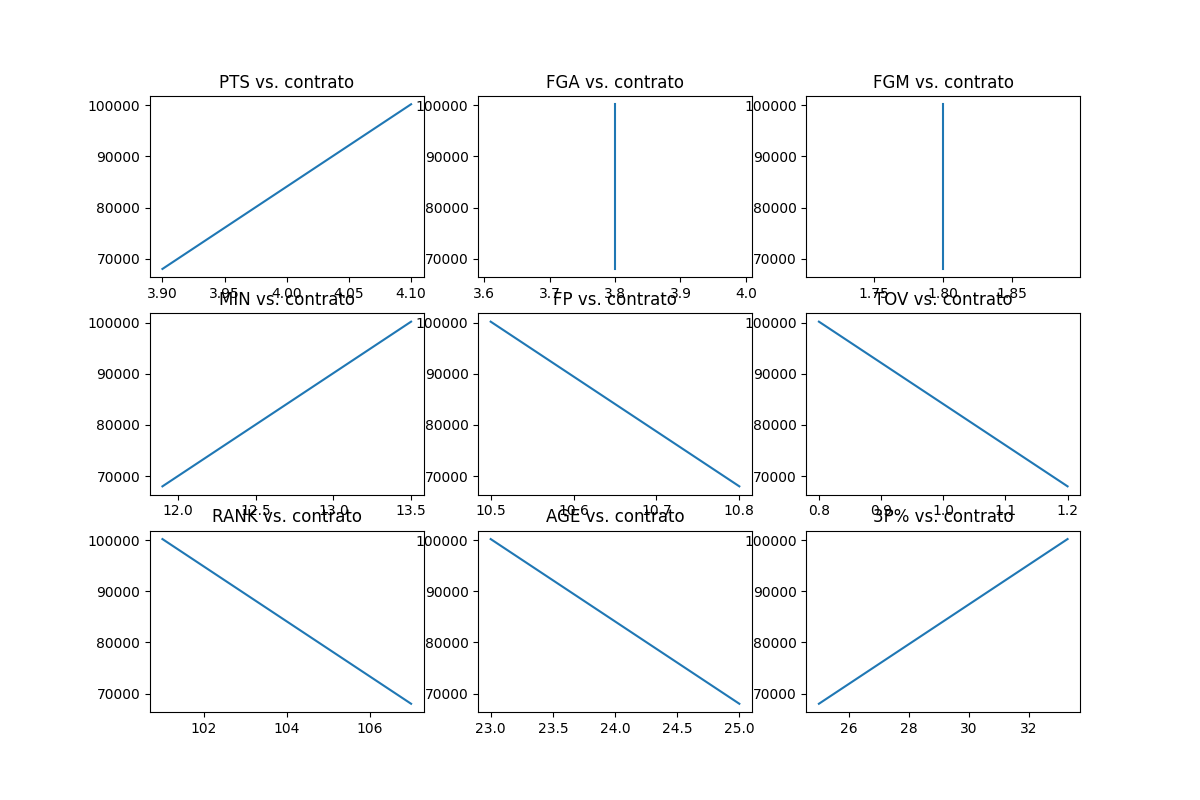 PTS vs. contrato
100000
90000
80000
70000
3.90 3.95 4.00 4.05 4.10
FGA vs. contrato
100000
90000
80000
70000
3.6 3.7 3.8 3.9 4.0
FGM vs. contrato
100000
90000
80000
70000
1.75 1.80 1.85
MIN vs. contrato
100000
90000
80000
70000
12.0 12.5 13.0 13.5
FP vs. contrato
100000
90000
80000
70000
10.5 10.6 10.7 10.8
TOV vs. contrato
100000
90000
80000
70000
0.8 0.9 1.0 1.1 1.2
RANK vs. contrato
100000
90000
80000
70000
102 104 106
AGE vs. contrato
100000
90000
80000
70000
23.0 23.5 24.0 24.5 25.0
3P% vs. contrato
100000
90000
80000
70000
26 28 30 32